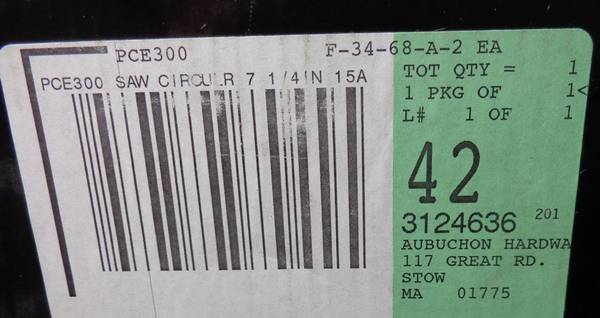 PCE300
PCE300 SAW CIRCULR 7 1/4IN 15A
F-34-68-A-2 EA
TOT QTY = 1
1 PKG OF 1<
L# 1 OF 1
42
3124636 201
AUBUCHON HARDWA
117 GREAT RD.
STOW
MA 01775